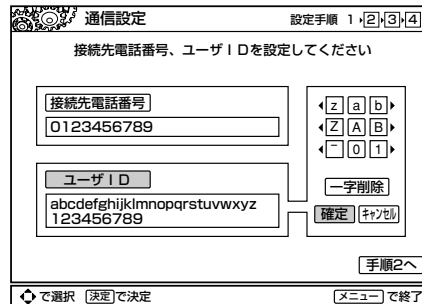 通信設定
設定手順 1 2 3 4
接続先電話番号、ユーザIDを設定してください
接続先電話番号
0123456789
ユーザID
abcdefghijklmnopqrstuvwxyz
123456789
z a b
Z A B
‾ 0 1
一字削除
確定 キャンセル
手順2へ
で選択 決定 で決定
メニュー で終了